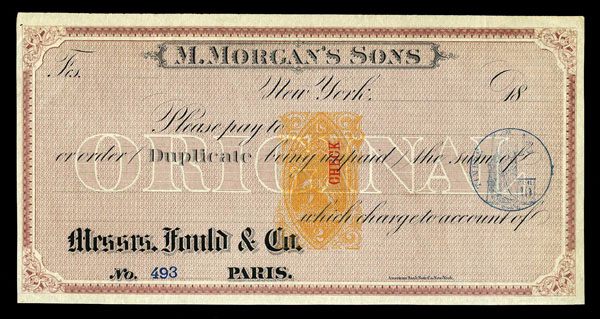 M. MORGAN'S SONS
Fcs.
New York, 18
Please pay to
or order (Duplicate being unpaid) the sum of
ORIGINAL
CHECK
which charge to account of
Messrs. Fould & Co.
No. 493 PARIS.